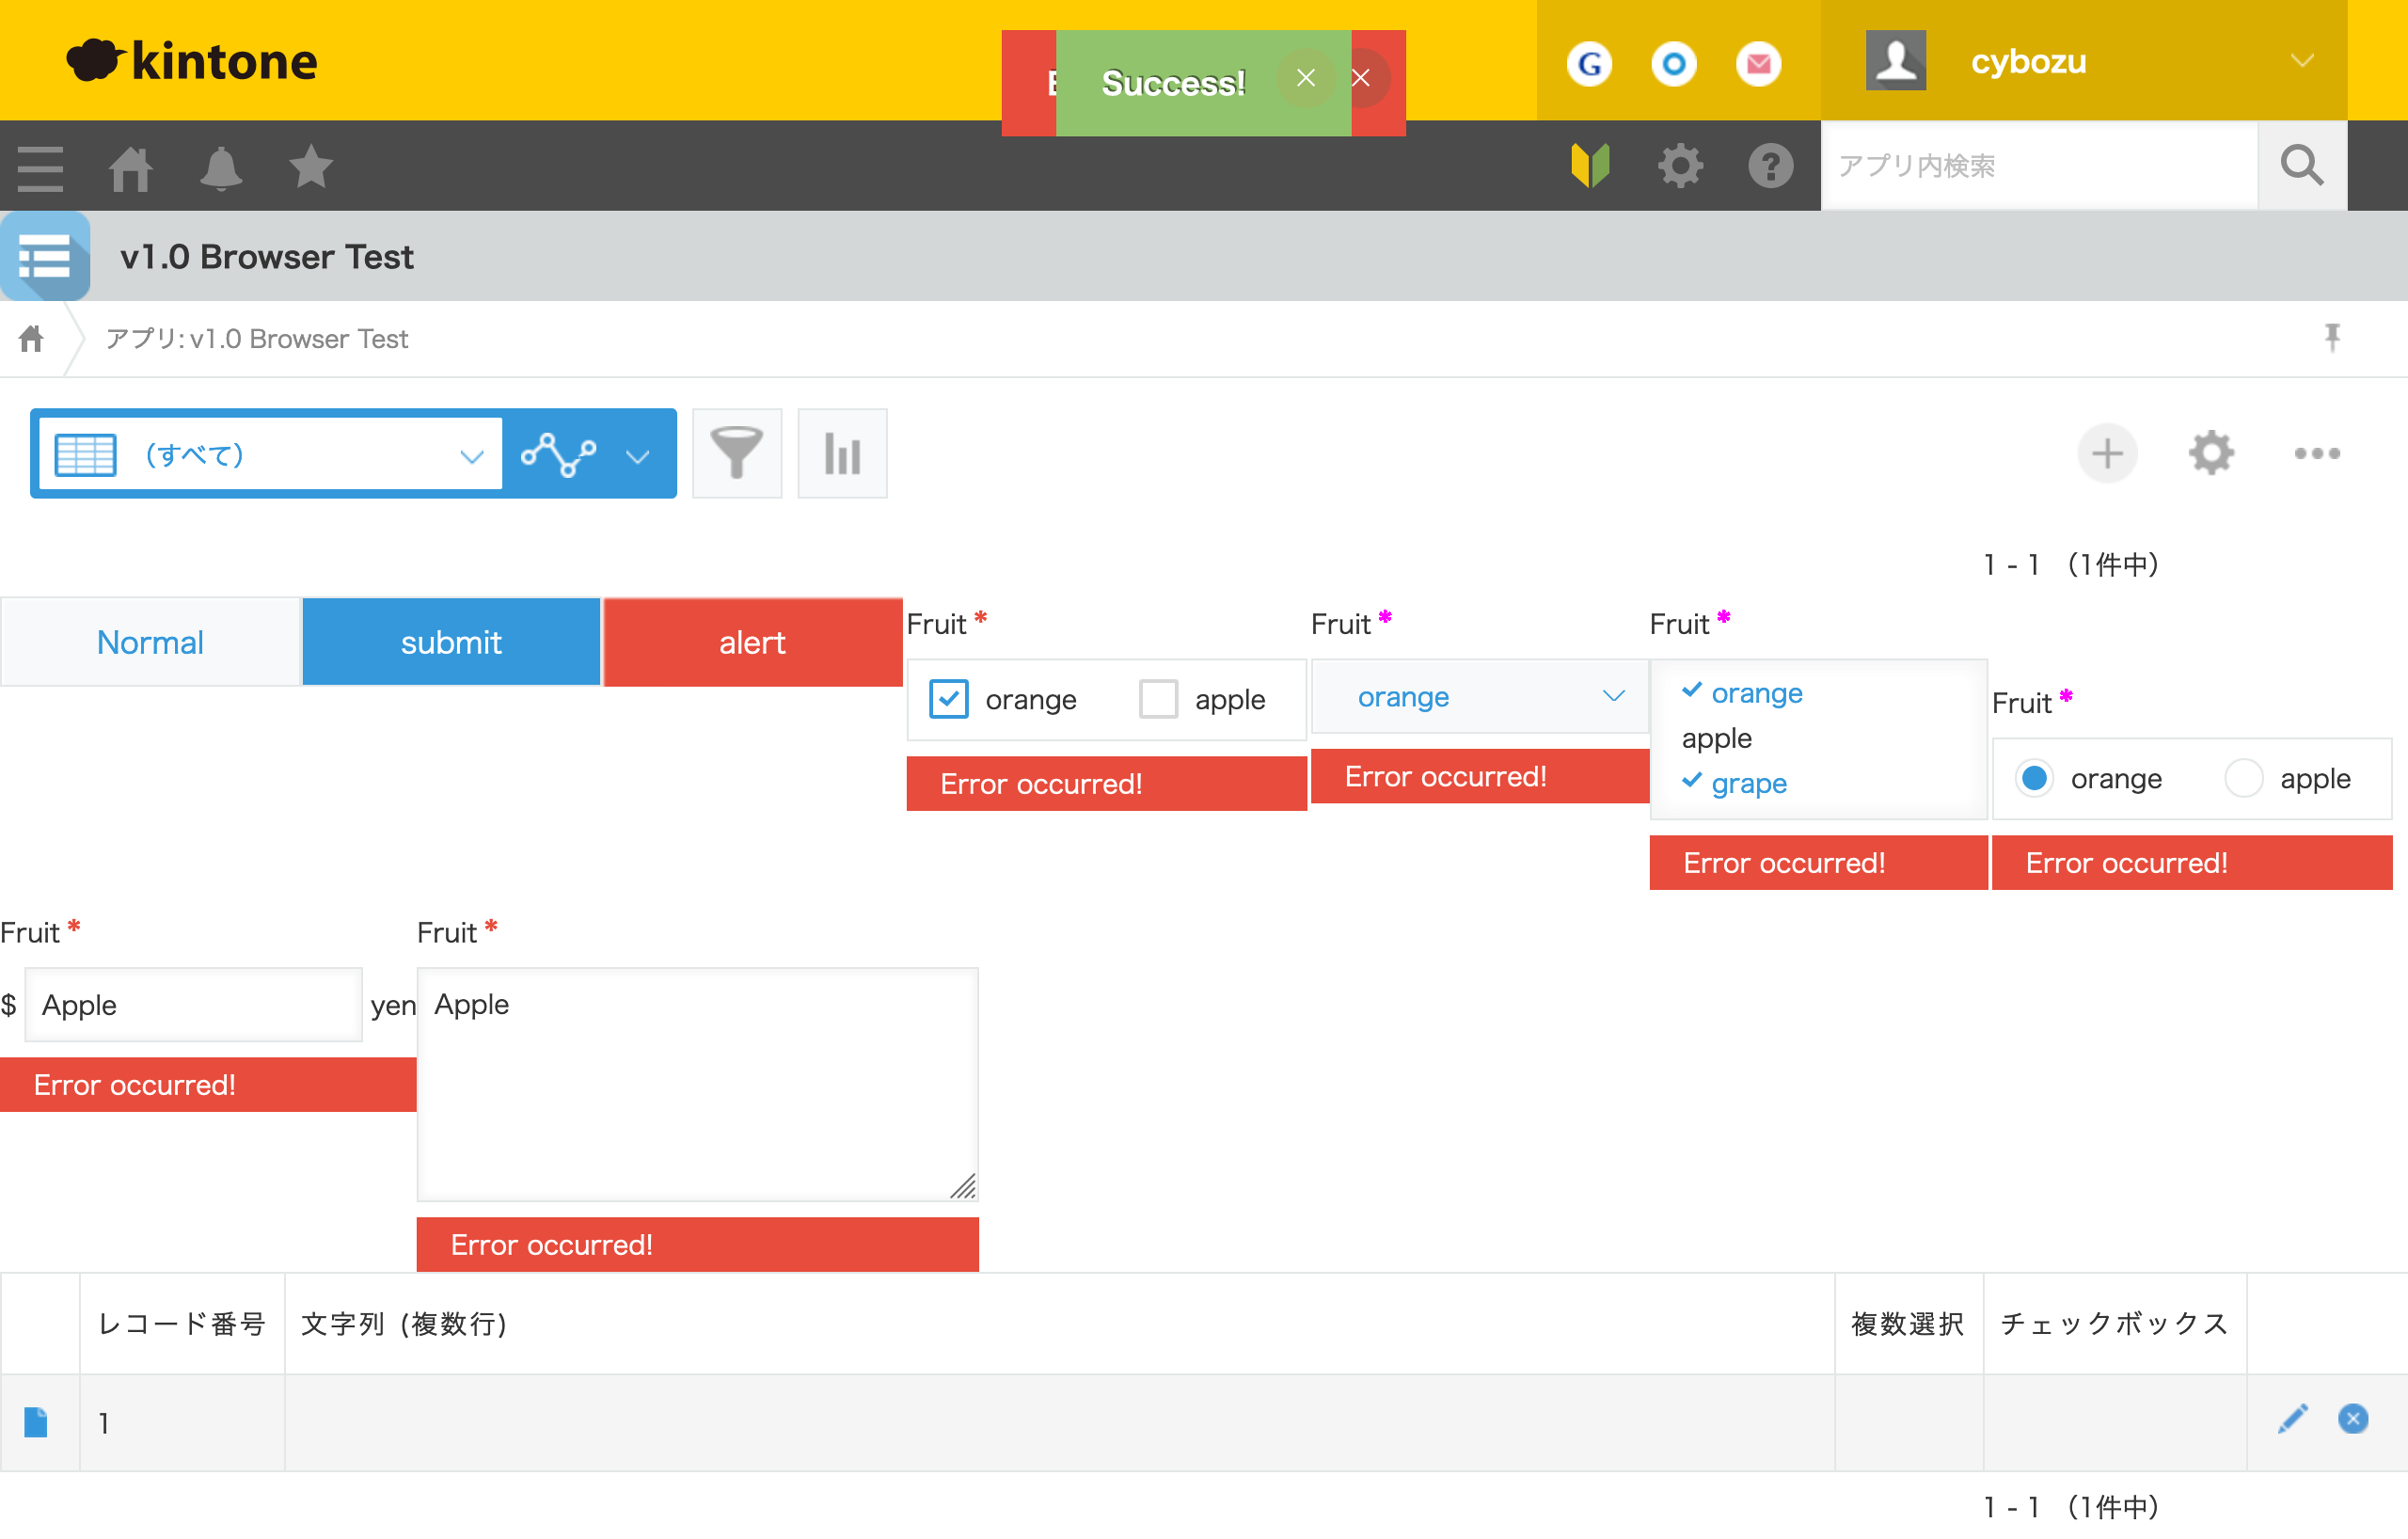 kintone
Success!
G
cybozu
アプリ内検索
v1.0 Browser Test
アプリ: v1.0 Browser Test
(すべて)
1 - 1 (1件中)
Normal
submit
alert
Fruit *
orange
apple
Error occurred!
Fruit *
orange
Error occurred!
Fruit *
orange
apple
grape
Error occurred!
Fruit *
orange
apple
Error occurred!
Fruit *
$ Apple yen
Error occurred!
Fruit *
Apple
Error occurred!
レコード番号 文字列 (複数行) 複数選択 チェックボックス
1
1 - 1 (1件中)